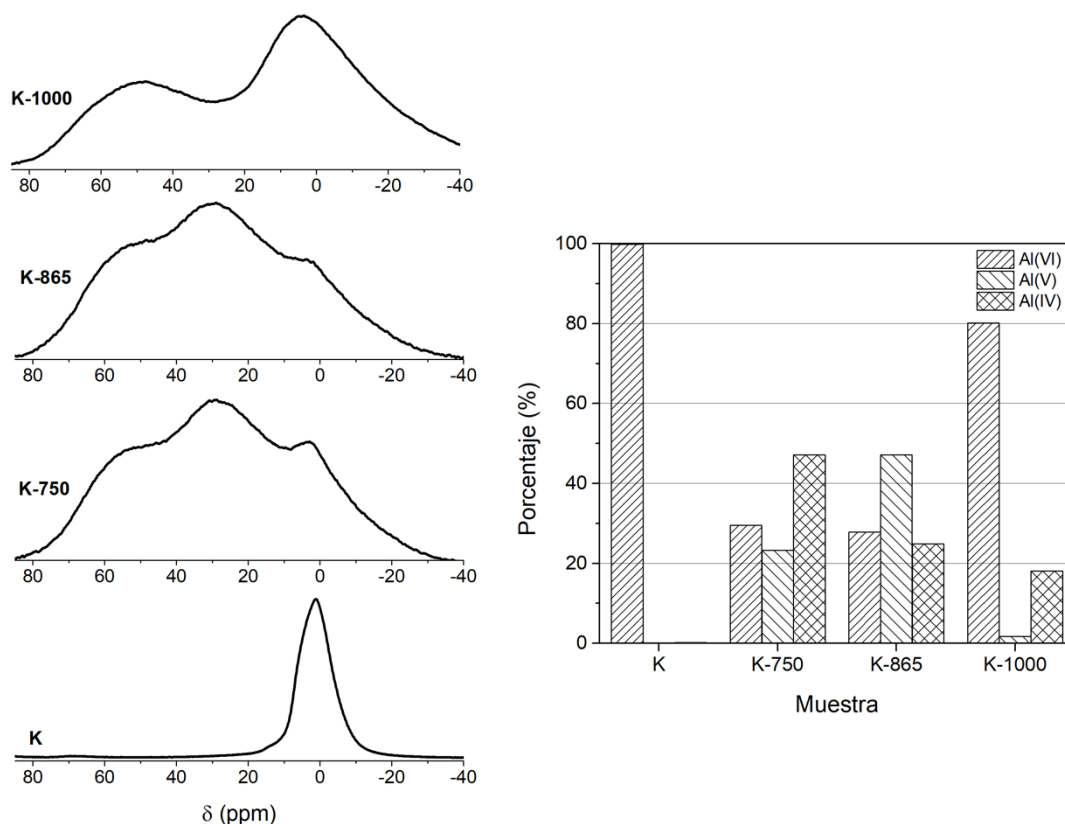 K-1000
80 60 40 20 0 -20 -40
K-865
80 60 40 20 0 -20 -40
K-750
80 60 40 20 0 -20 -40
K
80 60 40 20 0 -20 -40
δ (ppm)
Porcentaje (%)
100
80
60
40
20
0
Al(VI)
Al(V)
Al(IV)
K K-750 K-865 K-1000
Muestra